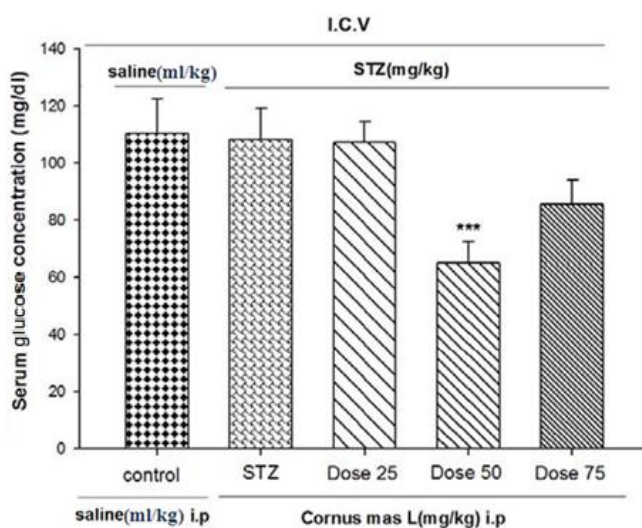 I.C.V
saline(ml/kg)
STZ(mg/kg)
Serum glucose concentration (mg/dl)
140
120
100
80
60
40
20
0
***
control
STZ
Dose 25
Dose 50
Dose 75
saline(ml/kg) i.p
Cornus mas L(mg/kg) i.p